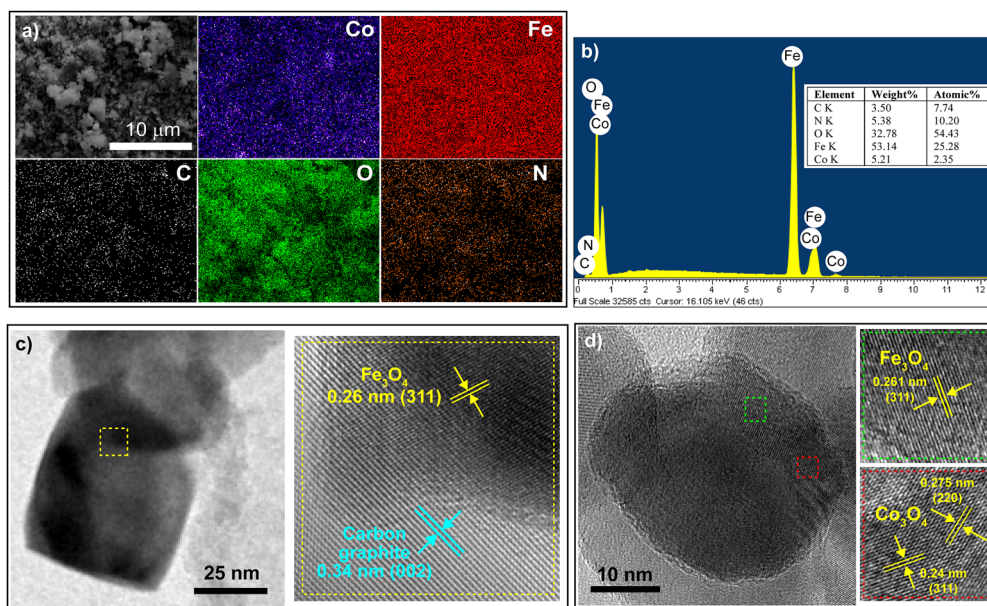 a)
10 μm
Co
Fe
C
O
N
b)
O
Fe
Co
N
C
Fe
Fe
Co
Co
Element Weight% Atomic%
C K 3.50 7.74
N K 5.38 10.20
O K 32.78 54.43
Fe K 53.14 25.28
Co K 5.21 2.35
0 1 2 3 4 5 6 7 8 9 10 11 12
Full Scale 32585 cts Cursor: 16.105 keV (46 cts)
c)
25 nm
Fe₃O₄
0.26 nm (311)
Carbon
graphite
0.34 nm (002)
d)
10 nm
Fe₃O₄
0.261 nm
(311)
0.275 nm
(220)
Co₃O₄
0.24 nm
(311)